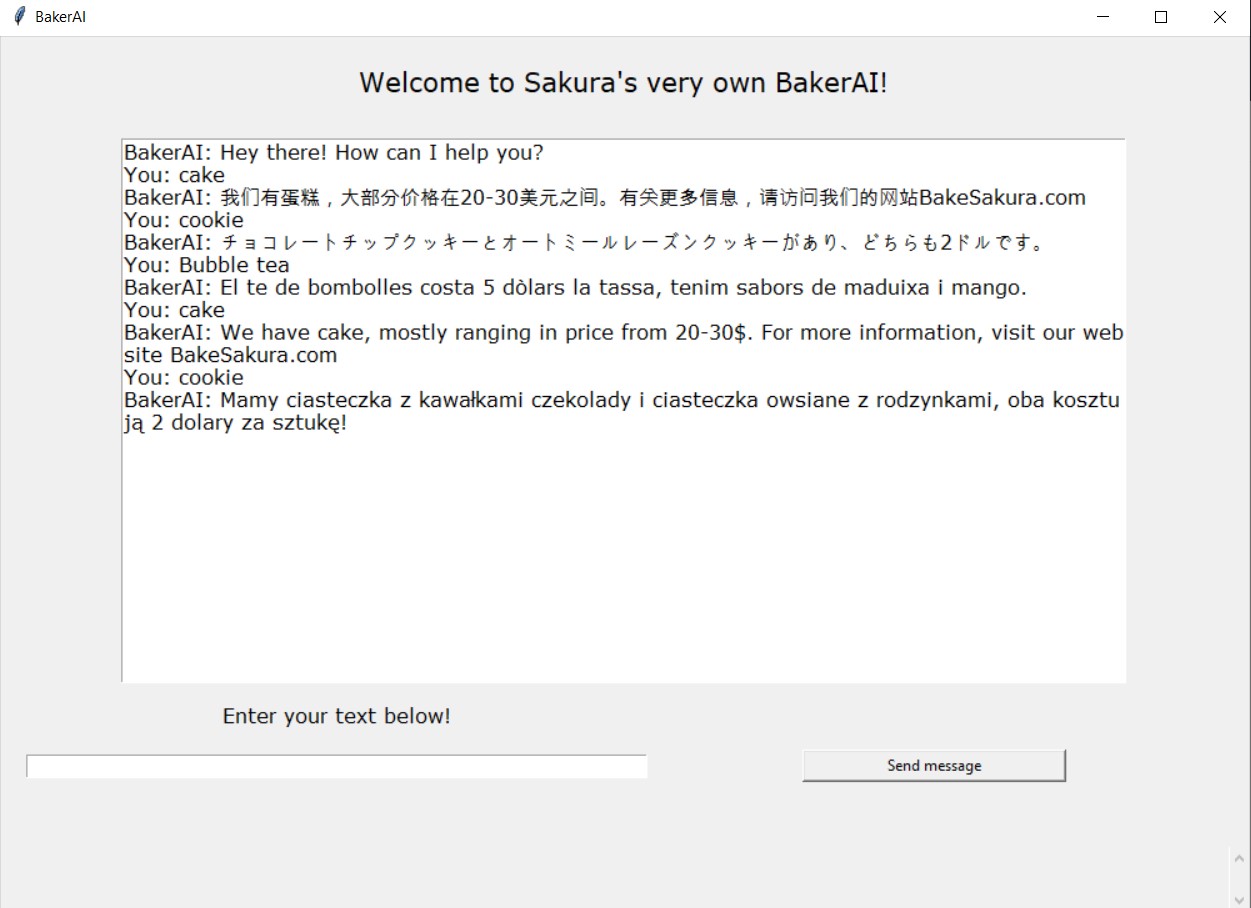 BakerAI
Welcome to Sakura's very own BakerAI!
BakerAI: Hey there! How can I help you?
You: cake
BakerAI: 我们有蛋糕，大部分价格在20-30美元之间。有关更多信息，请访问我们的网站BakeSakura.com
You: cookie
BakerAI: チョコレートチップクッキーとオートミールレーズンクッキーがあり、どちらも2ドルです。
You: Bubble tea
BakerAI: El te de bombolles costa 5 dòlars la tassa, tenim sabors de maduixa i mango.
You: cake
BakerAI: We have cake, mostly ranging in price from 20-30$. For more information, visit our web
site BakeSakura.com
You: cookie
BakerAI: Mamy ciasteczka z kawałkami czekolady i ciasteczka owsiane z rodzynkami, oba kosztu
ją 2 dolary za sztukę!
Enter your text below!
Send message